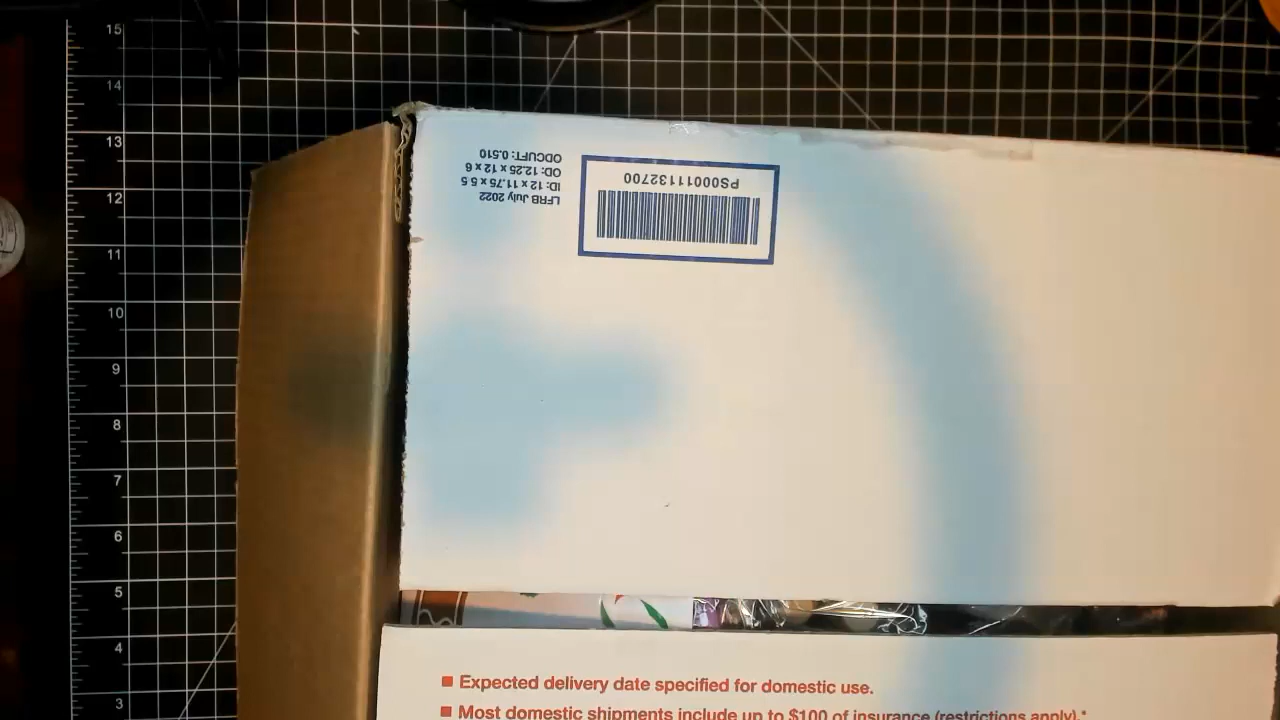 15
14
13
12
11
10
9
8
7
6
5
4
3
PS00011132700
LFRB July 2022
ID: 12 x 11.75 x 5.5
OD: 12.25 x 12 x 6
ODCUFT: 0.510
■ Expected delivery date specified for domestic use.
■ Most domestic shipments include up to $100 of insurance (restrictions apply).*